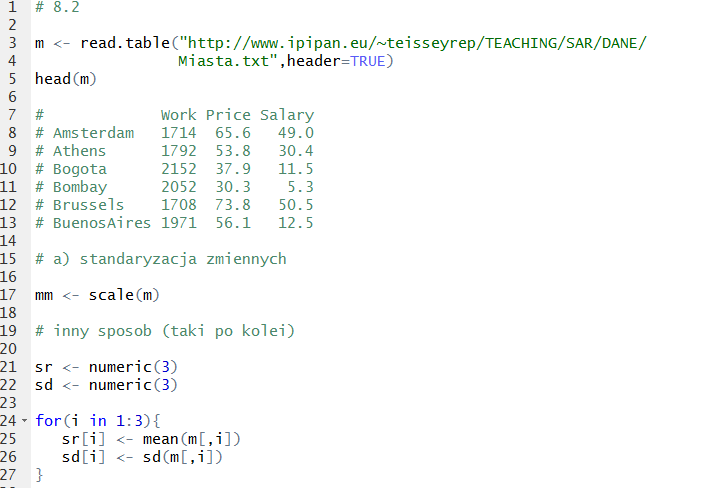 1 # 8.2
2
3 m <- read.table("http://www.ipipan.eu/~teisseyrep/TEACHING/SAR/DANE/
4                 Miasta.txt",header=TRUE)
5 head(m)
6
7 #             Work Price Salary
8 # Amsterdam   1714  65.6   49.0
9 # Athens      1792  53.8   30.4
10 # Bogota      2152  37.9   11.5
11 # Bombay      2052  30.3    5.3
12 # Brussels    1708  73.8   50.5
13 # BuenosAires 1971  56.1   12.5
14
15 # a) standaryzacja zmiennych
16
17 mm <- scale(m)
18
19 # inny sposob (taki po kolei)
20
21 sr <- numeric(3)
22 sd <- numeric(3)
23
24 for(i in 1:3){
25    sr[i] <- mean(m[,i])
26    sd[i] <- sd(m[,i])
27 }